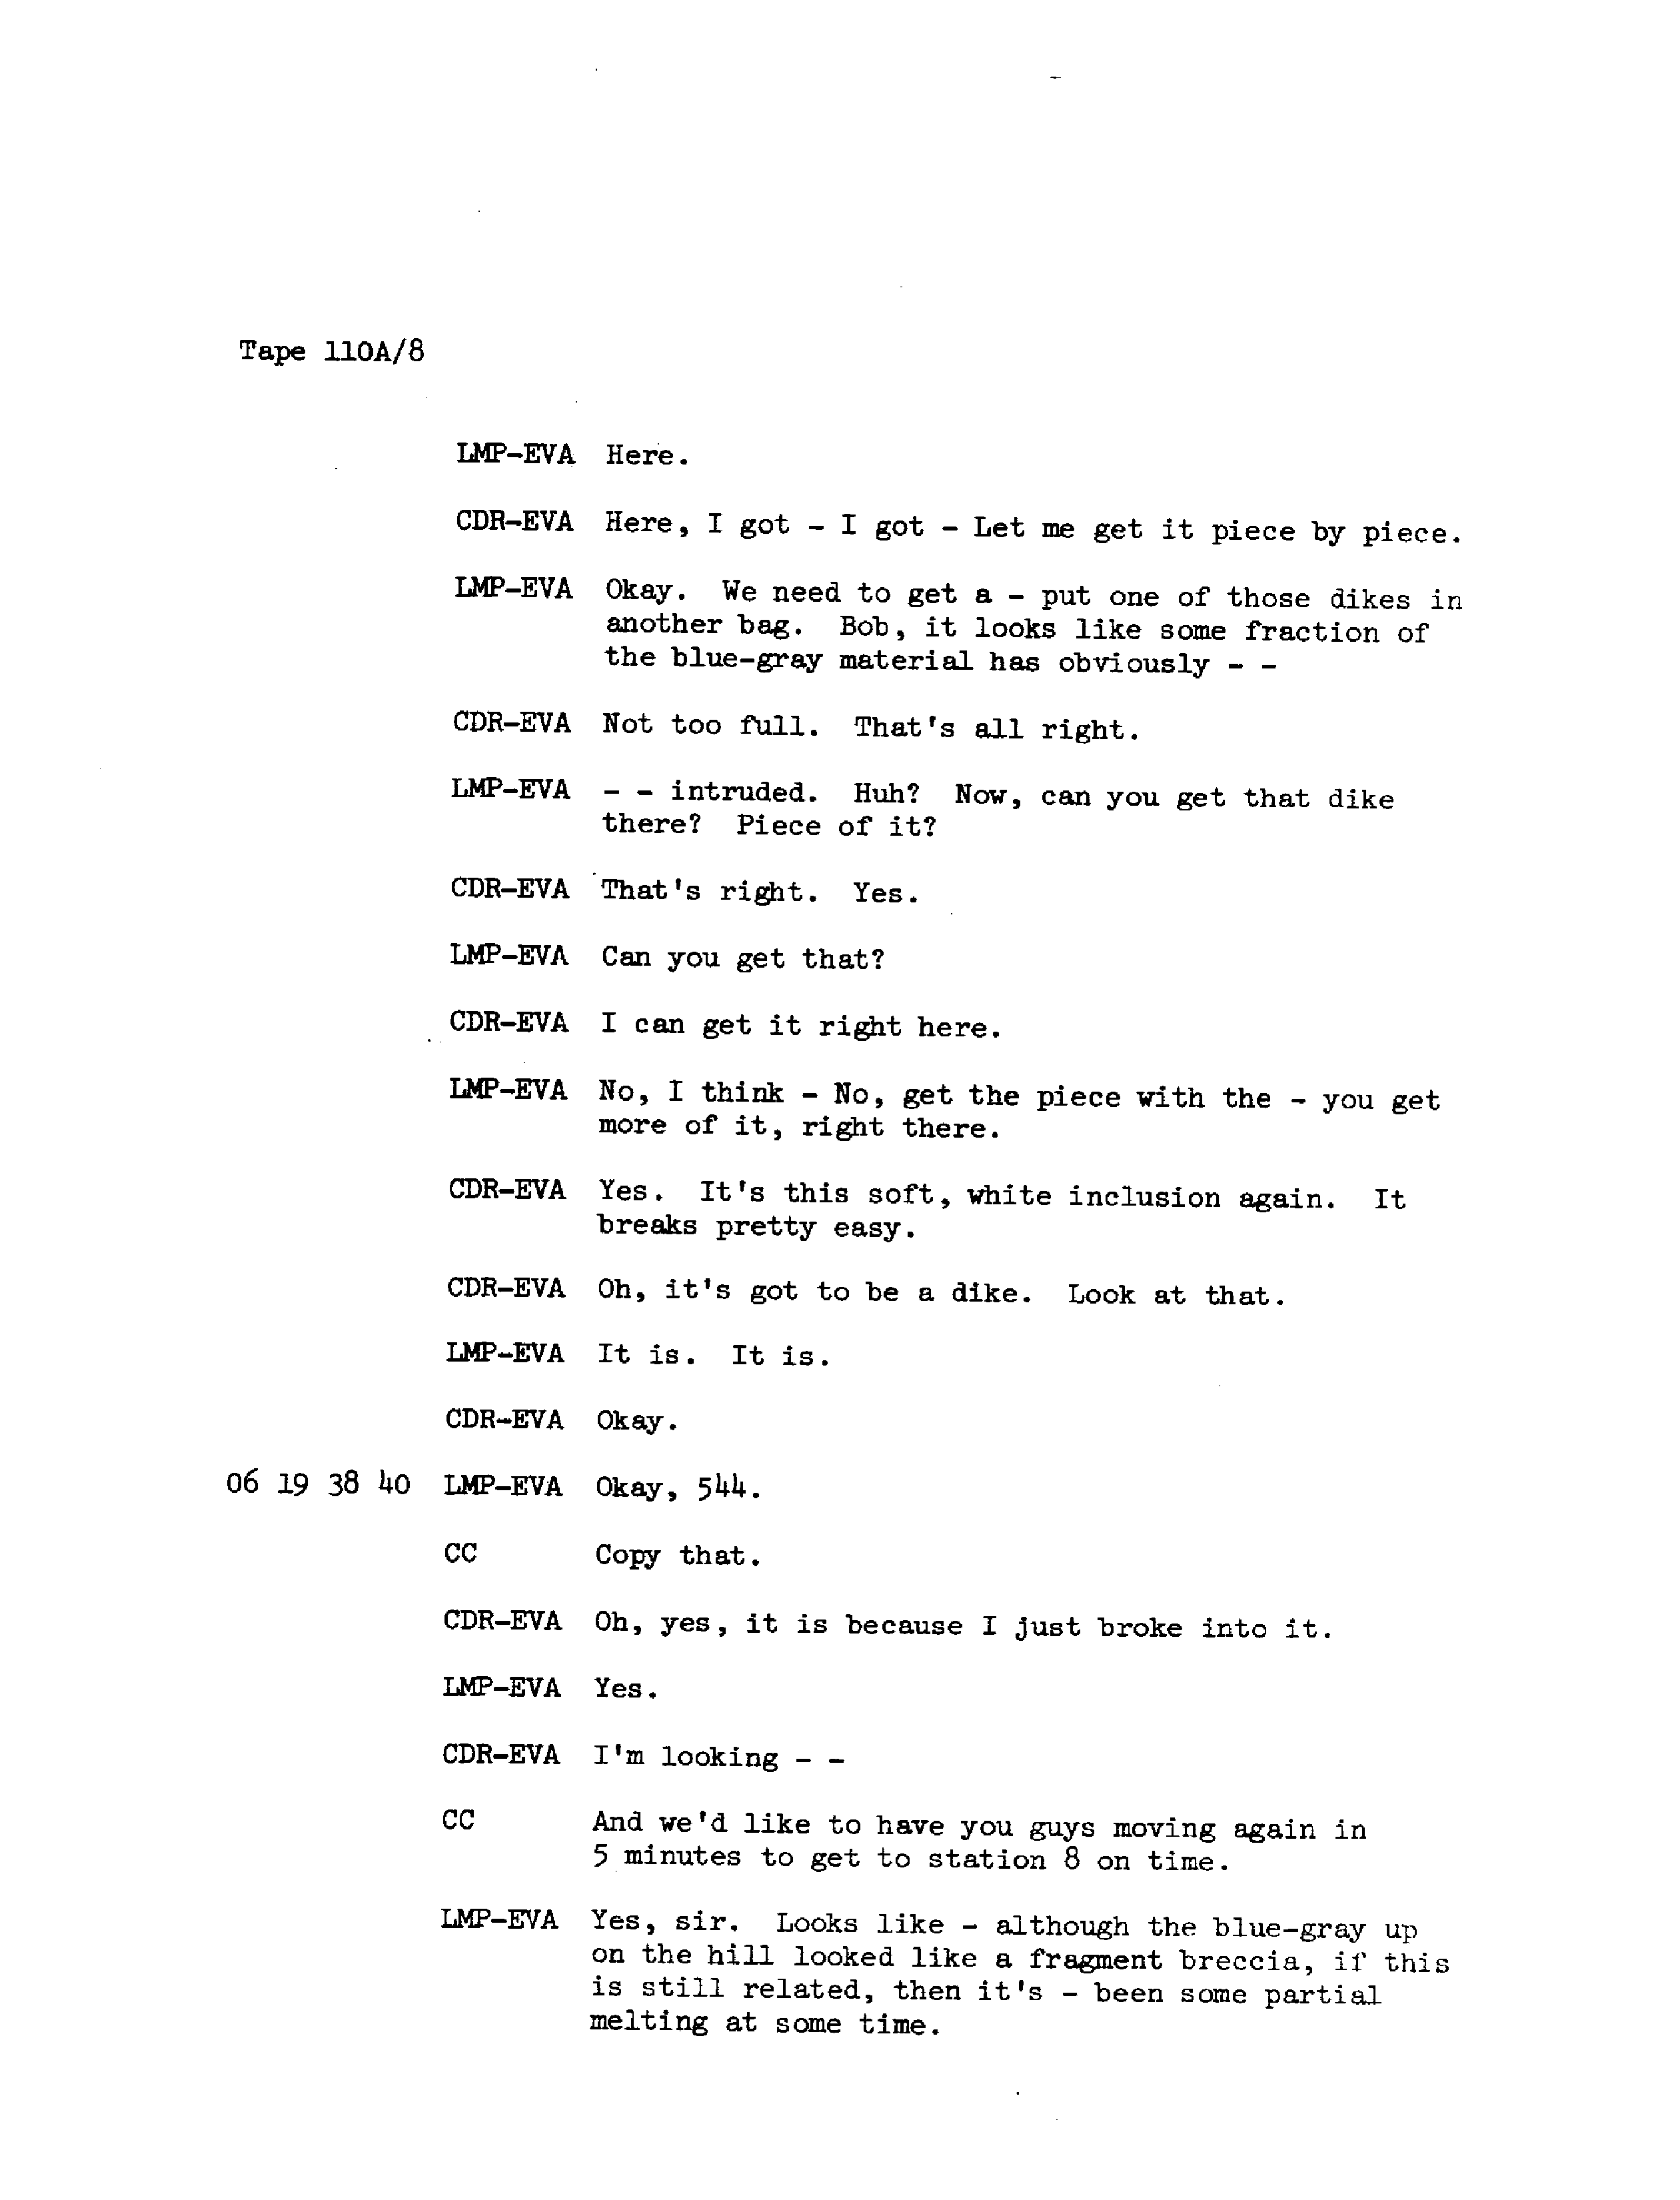 Tape 110A/8
LMP-EVA Here.
CDR-EVA Here, I got - I got - Let me get it piece by piece.
LMP-EVA Okay. We need to get a - put one of those dikes in
another bag. Bob, it looks like some fraction of
the blue-gray material has obviously - -
CDR-EVA Not too full. That's all right.
LMP-EVA - - intruded. Huh? Now, can you get that dike
there? Piece of it?
CDR-EVA That's right. Yes.
LMP-EVA Can you get that?
CDR-EVA I can get it right here.
LMP-EVA No, I think - No, get the piece with the - you get
more of it, right there.
CDR-EVA Yes. It's this soft, white inclusion again. It
breaks pretty easy.
CDR-EVA Oh, it's got to be a dike. Look at that.
LMP-EVA It is. It is.
CDR-EVA Okay.
06 19 38 40 LMP-EVA Okay, 544.
CC Copy that.
CDR-EVA Oh, yes, it is because I just broke into it.
LMP-EVA Yes.
CDR-EVA I'm looking - -
CC And we'd like to have you guys moving again in
5 minutes to get to station 8 on time.
LMP-EVA Yes, sir. Looks like - although the blue-gray up
on the hill looked like a fragment breccia, if this
is still related, then it's - been some partial
melting at some time.